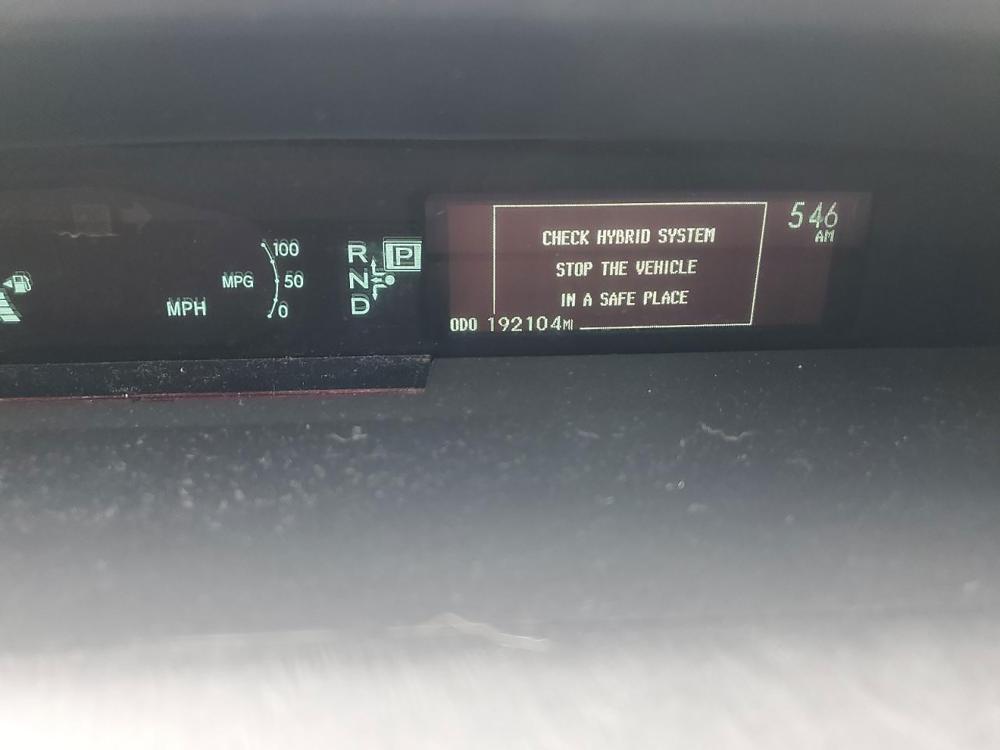 100
MPG 50
MPH 0
R P
N
D
CHECK HYBRID SYSTEM
STOP THE VEHICLE
IN A SAFE PLACE
546
AM
ODO 192104MI